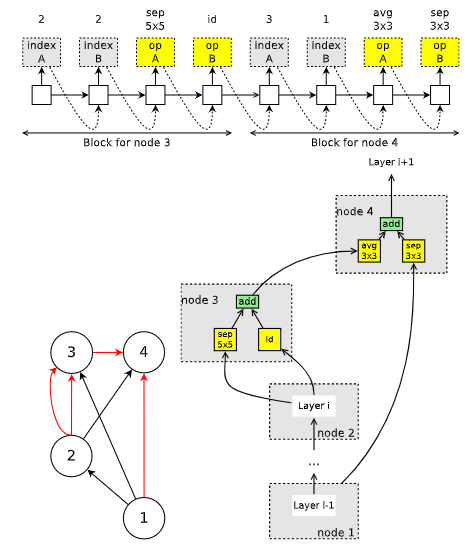 2 2 sep 5x5 id 3 1 avg 3x3 sep 3x3
index A index B op A op B index A index B op A op B
Block for node 3 Block for node 4
Layer i+1
node 4
add
avg 3x3
sep 3x3
node 3
add
sep 5x5
id
3 4
2
1
Layer i
node 2
...
Layer i-1
node 1